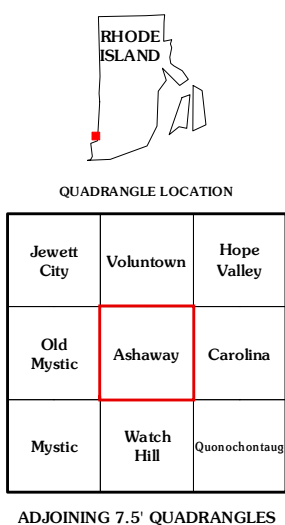 RHODE
ISLAND
QUADRANGLE LOCATION
Jewett
City
Voluntown
Hope
Valley
Old
Mystic
Ashaway
Carolina
Mystic
Watch
Hill
Quonochontaug
ADJOINING 7.5' QUADRANGLES